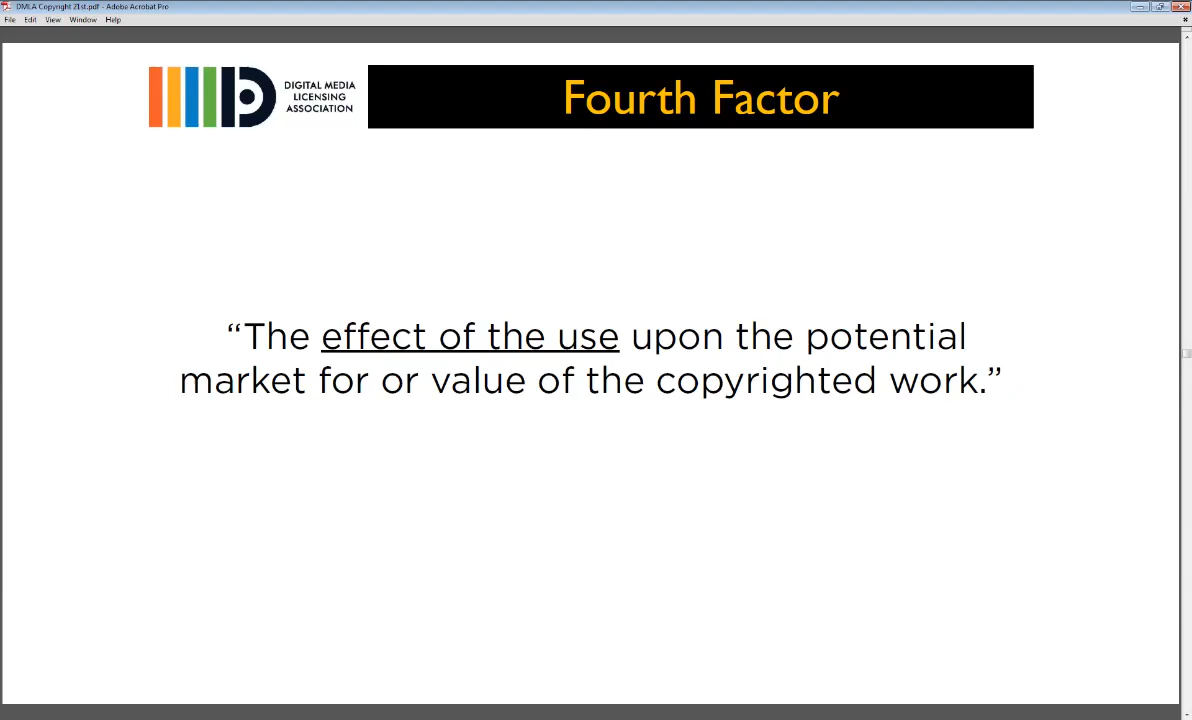 DMLA Copyright 21st.pdf - Adobe Acrobat Pro
File Edit View Window Help
DIGITAL MEDIA
LICENSING
ASSOCIATION
Fourth Factor
“The effect of the use upon the potential
market for or value of the copyrighted work.”